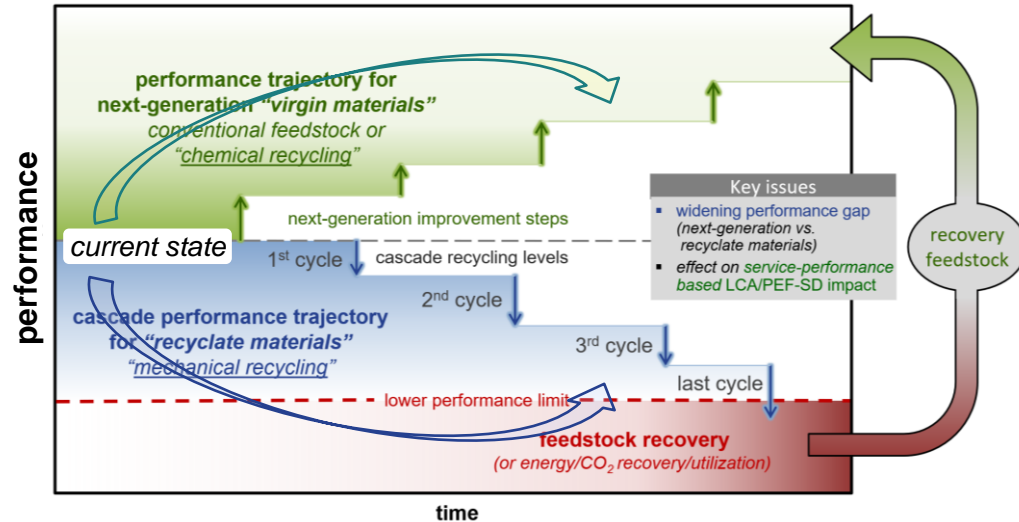 performance
performance trajectory for
next-generation "virgin materials"
conventional feedstock or
"chemical recycling"
next-generation improvement steps
current state
1st cycle
cascade recycling levels
2nd cycle
3rd cycle
last cycle
cascade performance trajectory
for "recyclate materials"
"mechanical recycling"
lower performance limit
feedstock recovery
(or energy/CO2 recovery/utilization)
Key issues
▪ widening performance gap
(next-generation vs.
recyclate materials)
▪ effect on service-performance
based LCA/PEF-SD impact
recovery
feedstock
time